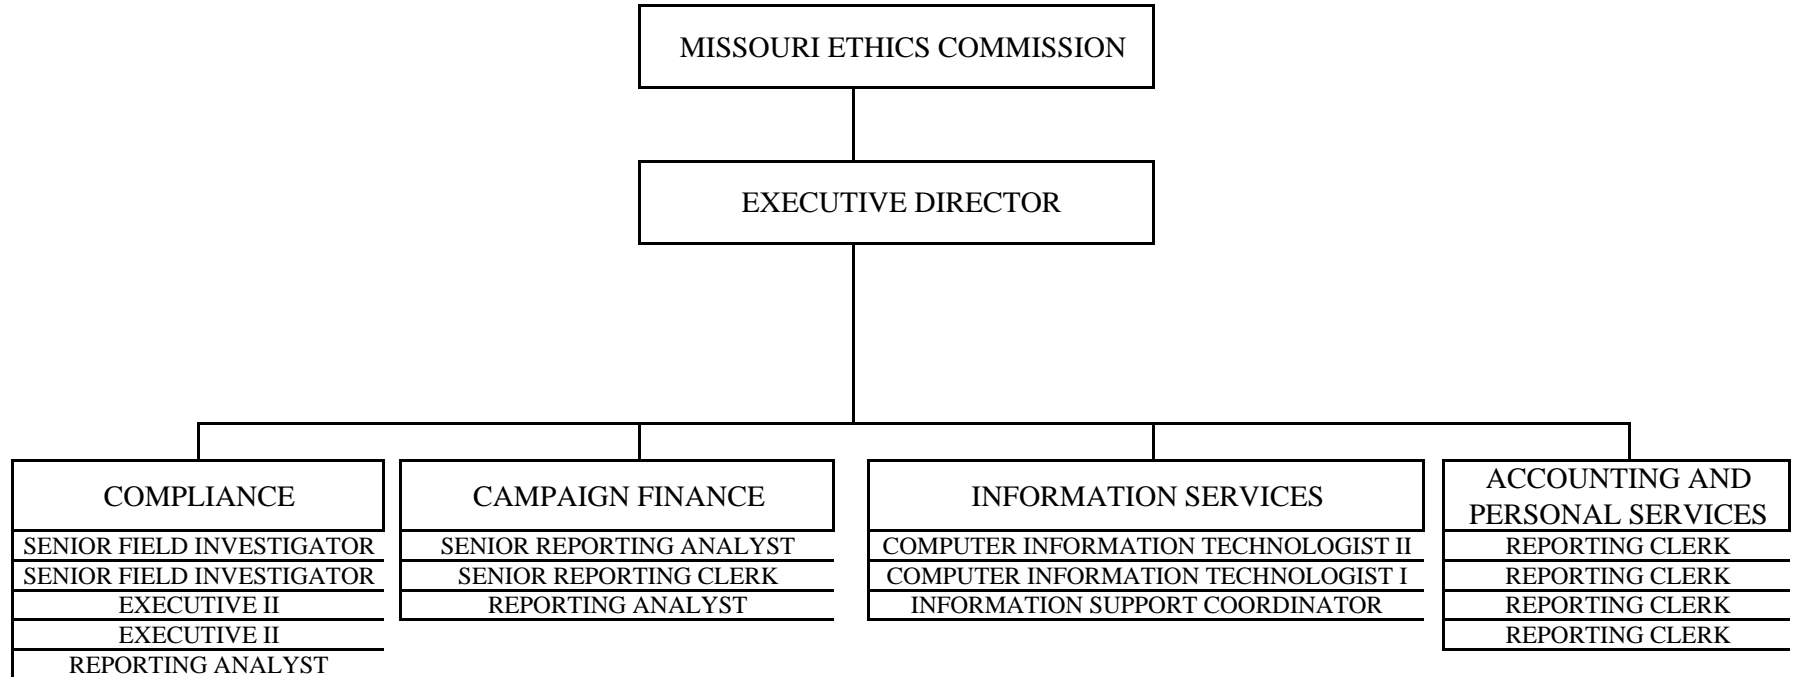 MISSOURI ETHICS COMMISSION
EXECUTIVE DIRECTOR
COMPLIANCE
SENIOR FIELD INVESTIGATOR
SENIOR FIELD INVESTIGATOR
EXECUTIVE II
EXECUTIVE II
REPORTING ANALYST
CAMPAIGN FINANCE
SENIOR REPORTING ANALYST
SENIOR REPORTING CLERK
REPORTING ANALYST
INFORMATION SERVICES
COMPUTER INFORMATION TECHNOLOGIST II
COMPUTER INFORMATION TECHNOLOGIST I
INFORMATION SUPPORT COORDINATOR
ACCOUNTING AND
PERSONAL SERVICES
REPORTING CLERK
REPORTING CLERK
REPORTING CLERK
REPORTING CLERK